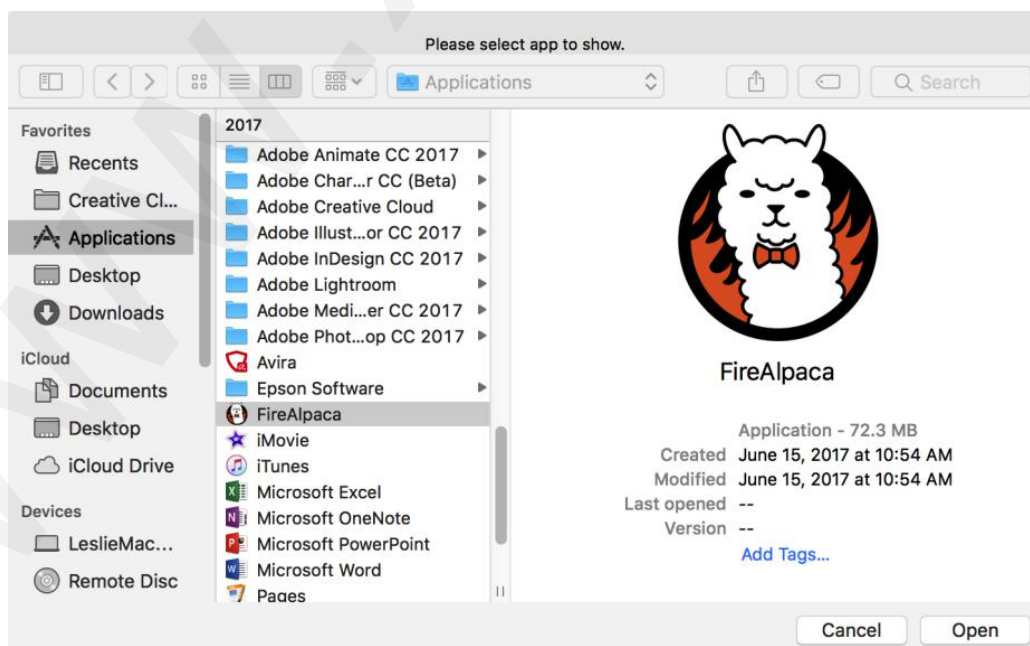 Please select app to show.
Applications
Search
Favorites
Recents
Creative Cl...
Applications
Desktop
Downloads
iCloud
Documents
Desktop
iCloud Drive
Devices
LeslieMac...
Remote Disc
2017
Adobe Animate CC 2017
Adobe Char...r CC (Beta)
Adobe Creative Cloud
Adobe Illust...or CC 2017
Adobe InDesign CC 2017
Adobe Lightroom
Adobe Medi...er CC 2017
Adobe Phot...op CC 2017
Avira
Epson Software
FireAlpaca
iMovie
iTunes
Microsoft Excel
Microsoft OneNote
Microsoft PowerPoint
Microsoft Word
Pages
FireAlpaca
Application - 72.3 MB
Created June 15, 2017 at 10:54 AM
Modified June 15, 2017 at 10:54 AM
Last opened --
Version --
Add Tags...
Cancel
Open